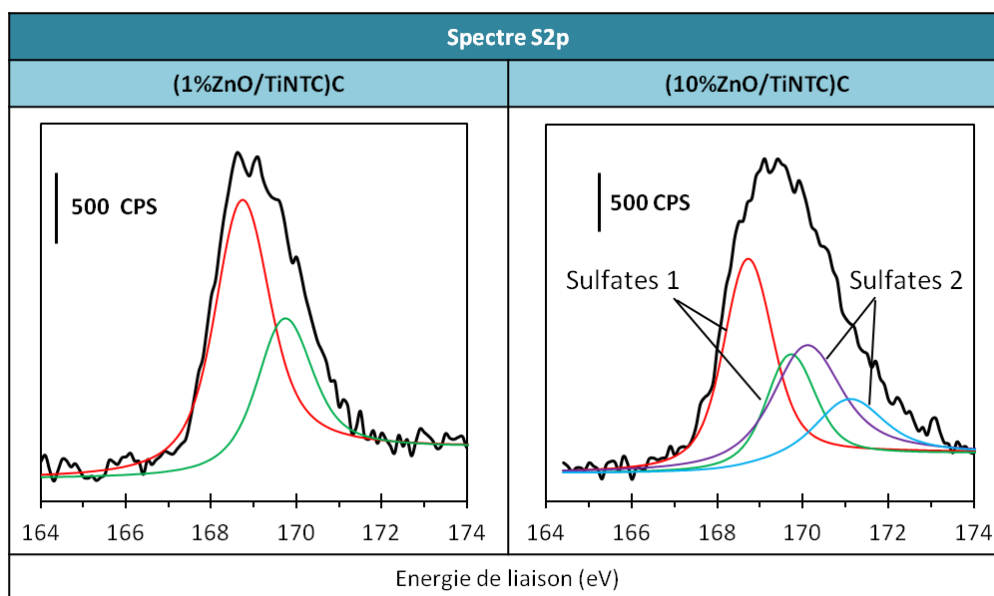 Spectre S2p
(1%ZnO/TiNTC)C
(10%ZnO/TiNTC)C
500 CPS
500 CPS
Sulfates 1
Sulfates 2
164 166 168 170 172 174
164 166 168 170 172 174
Energie de liaison (eV)